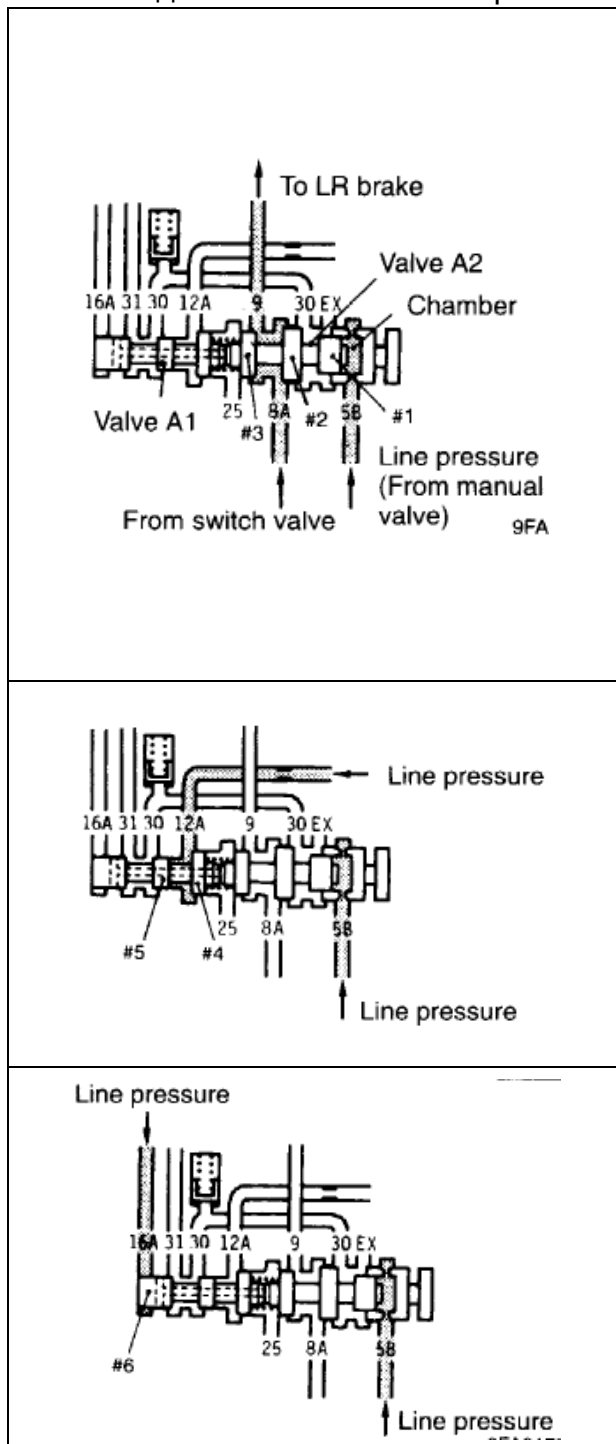 To LR brake
Valve A2
16A 31 30 12A 9 30 EX Chamber
Valve A1 25 8A #2 5B #1
#3
Line pressure
(From manual
valve)
From switch valve
9FA
Line pressure
16A 31 30 12A 9 30 EX
25 8A 5B
#5 #4
Line pressure
Line pressure
16A 31 30 12A 9 30 EX
25 8A 5B
#6
Line pressure